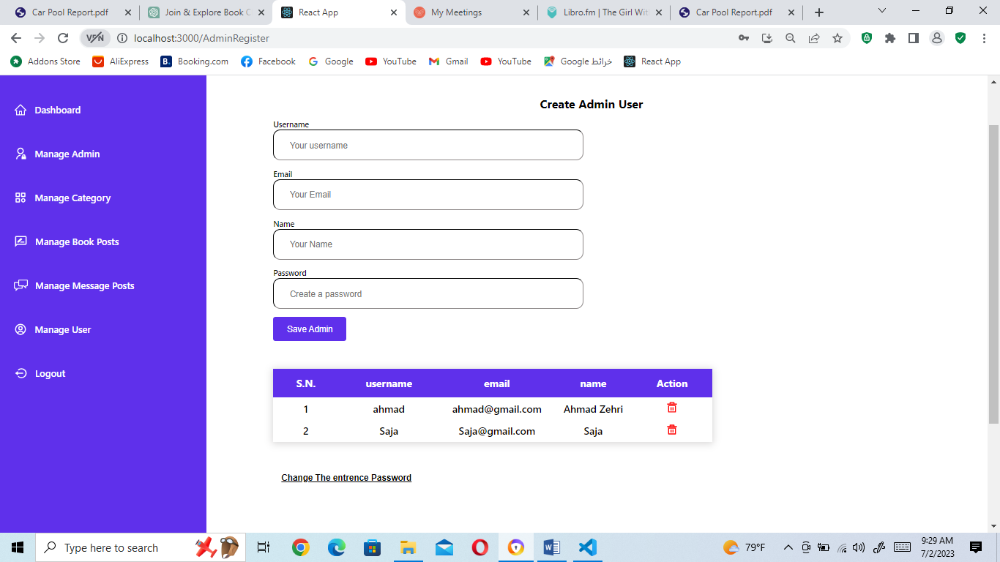 Car Pool Report.pdf
Join & Explore Book C
React App
My Meetings
Libro.fm | The Girl Wit
Car Pool Report.pdf
VPN
localhost:3000/AdminRegister
Addons Store
AliExpress
B.
Booking.com
Facebook
Google
YouTube
Gmail
YouTube
خرائط Google
React App
Dashboard
Manage Admin
Manage Category
Manage Book Posts
Manage Message Posts
Manage User
Logout
Create Admin User
Username
Your username
Email
Your Email
Name
Your Name
Password
Create a password
Save Admin
S.N. username email name Action
1 ahmad ahmad@gmail.com Ahmad Zehri
2 Saja Saja@gmail.com Saja
Change The entrence Password
Type here to search
79°F
9:29 AM
7/2/2023